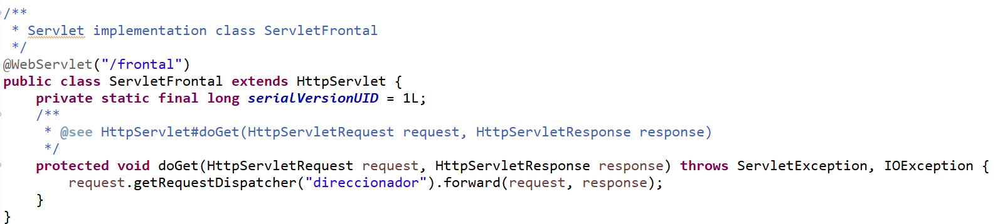 /**
 * Servlet implementation class ServletFrontal
 */
@WebServlet("/frontal")
public class ServletFrontal extends HttpServlet {
    private static final long serialVersionUID = 1L;
    /**
     * @see HttpServlet#doGet(HttpServletRequest request, HttpServletResponse response)
     */
    protected void doGet(HttpServletRequest request, HttpServletResponse response) throws ServletException, IOException {
        request.getRequestDispatcher("direccionador").forward(request, response);
    }
}